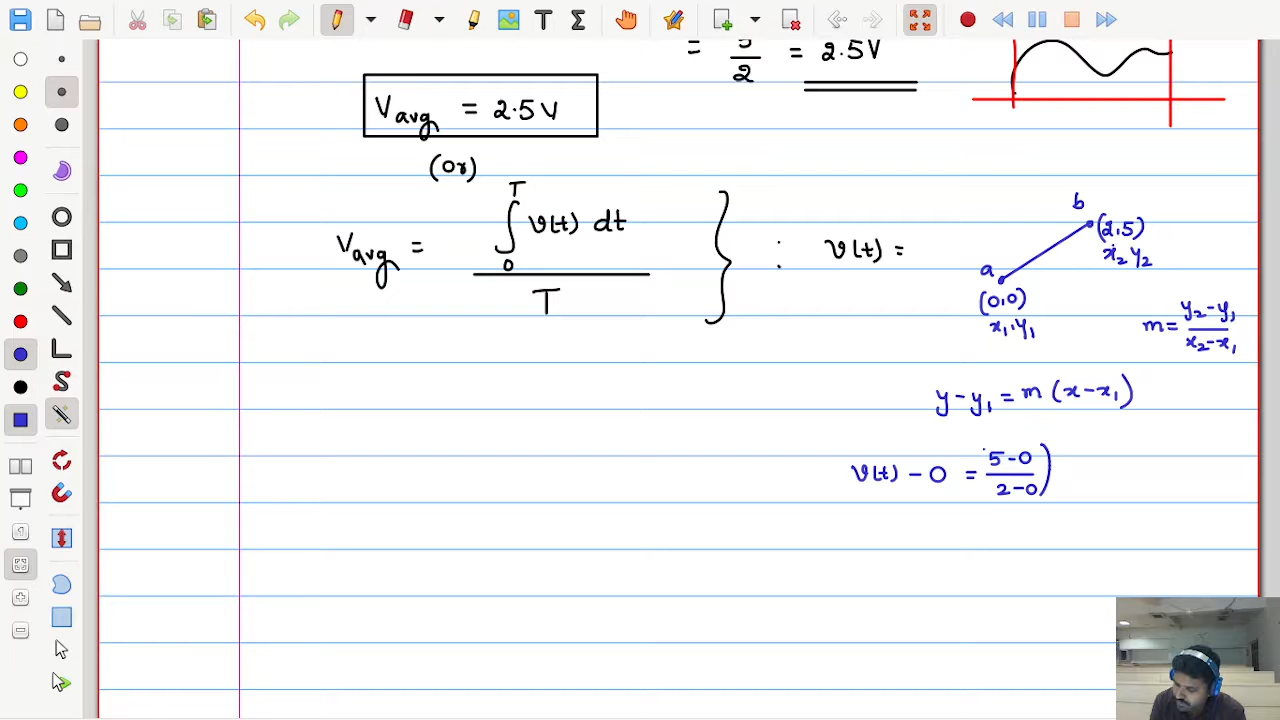 = 5/2 = 2.5V
Vavg = 2.5V
(Or)
Vavg = ∫₀ᵀ v(t) dt / T } : v(t) =
b
(2,5)
x₂ y₂
a
(0,0)
x₁, y₁
m = y₂-y₁ / x₂-x₁
y - y₁ = m (x - x₁)
v(t) - 0 = 5-0 / 2-0 )